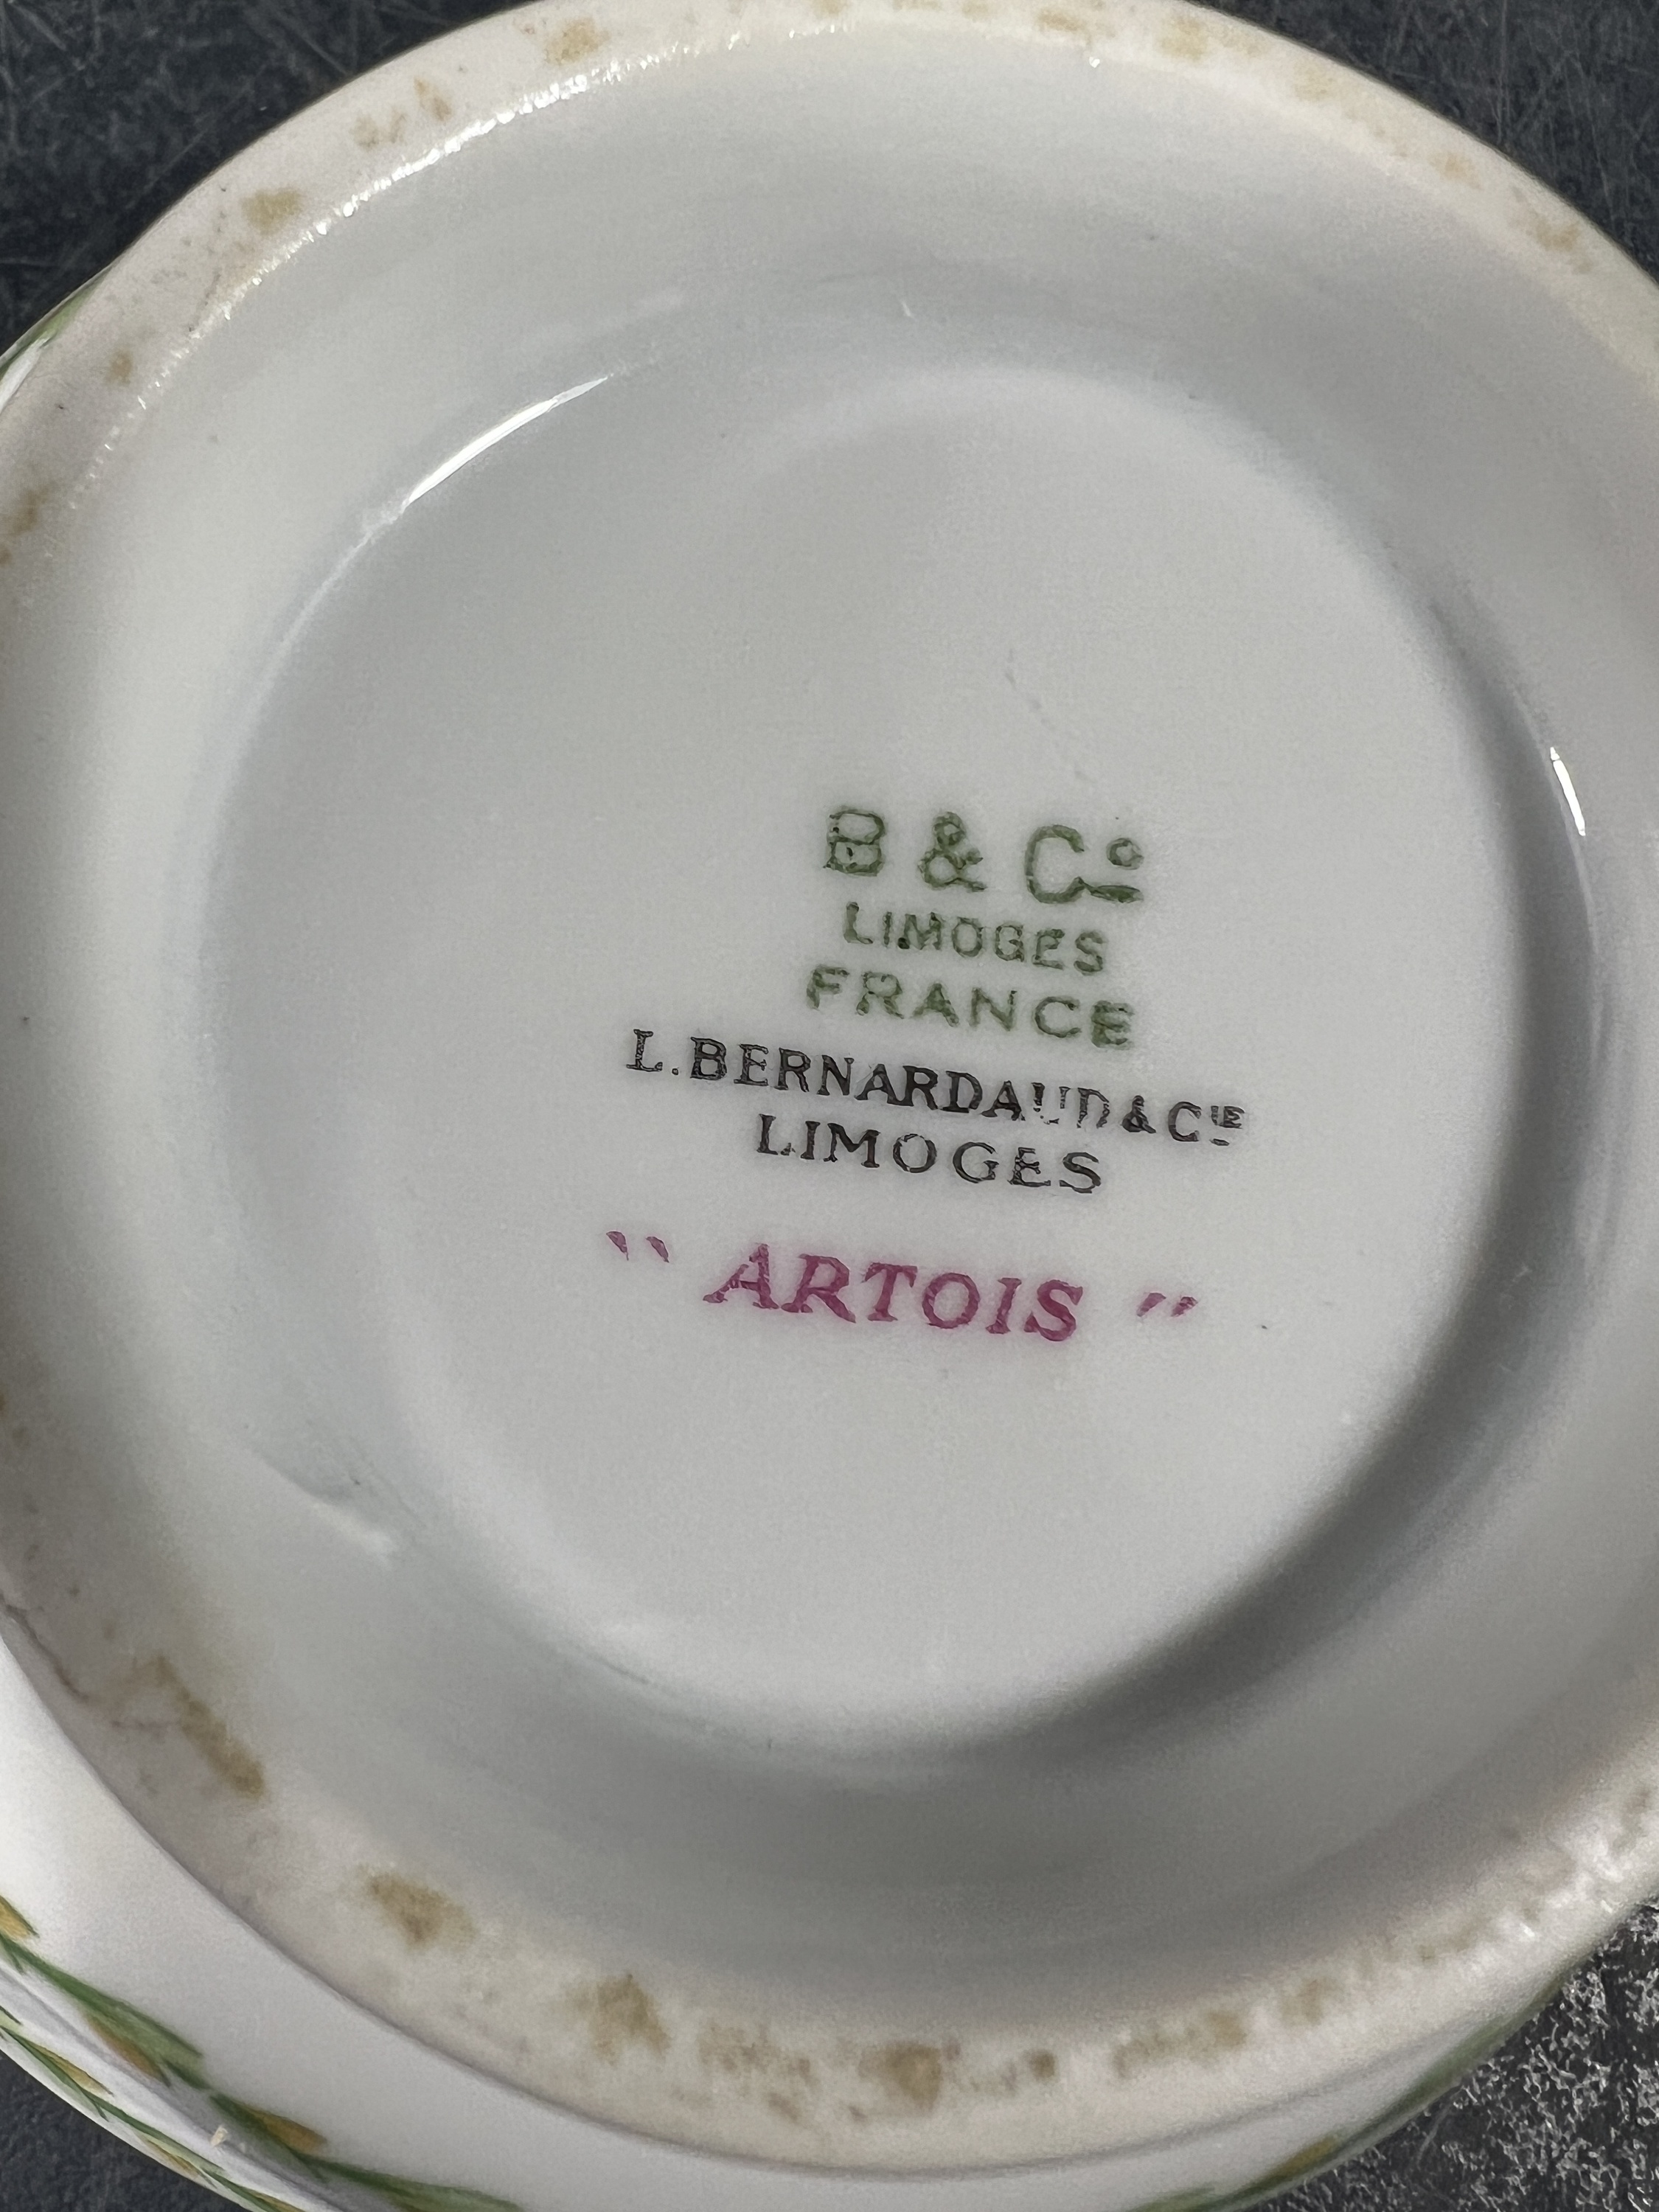 B & Cº
LIMOGES
FRANCE
L. BERNARDAUD & CIE
LIMOGES
" ARTOIS "